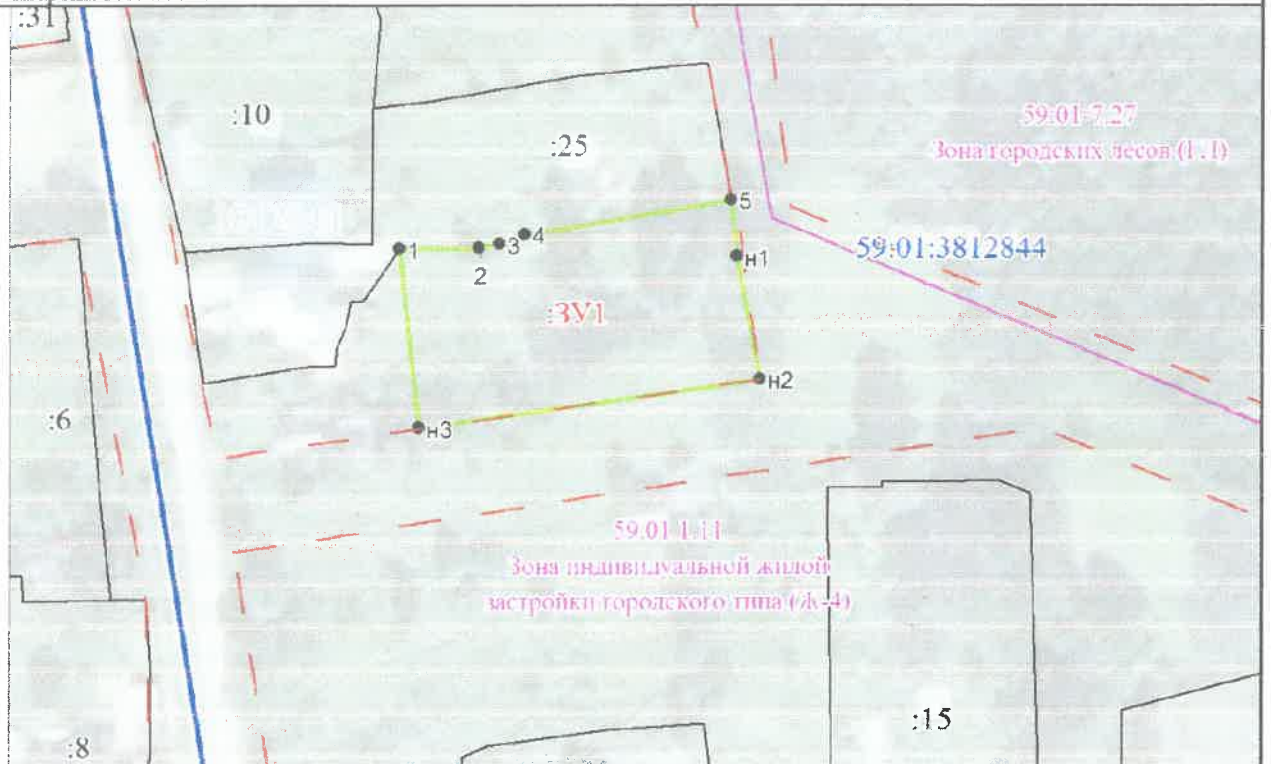 :31
:10
:25
59:01-7.27
Зона городских лесов (ГЛ)
5
4
3
1
2
н1
59:01:3812844
:ЗУ1
н2
:6
н3
59.01-1.11
Зона индивидуальной жилой
застройки городского типа (Ж-4)
:15
:8